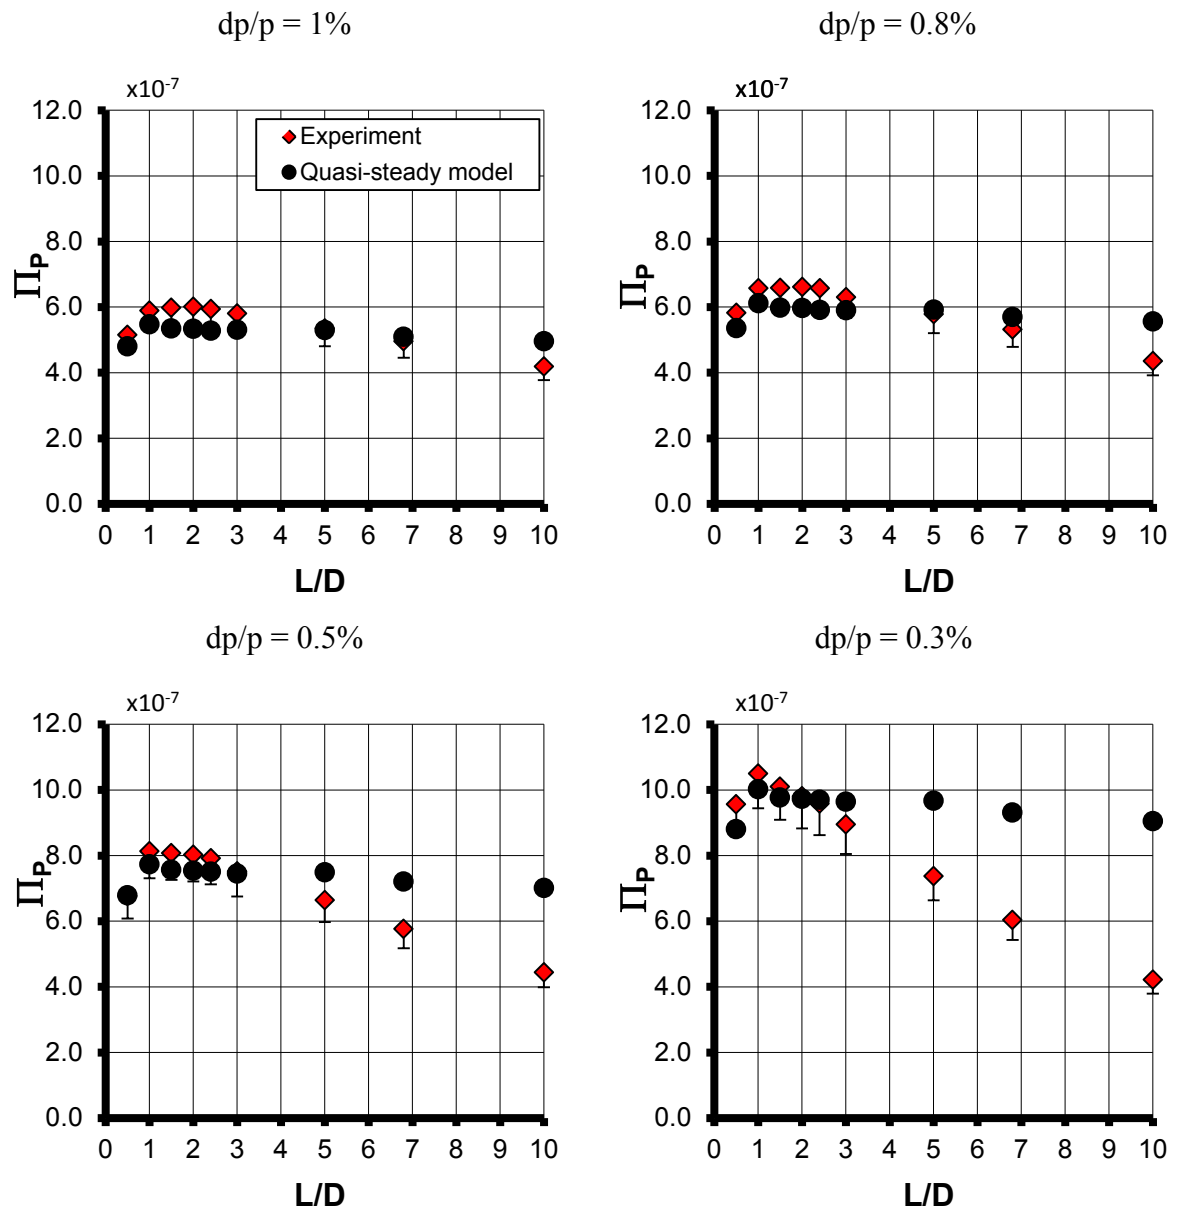 dp/p = 1%
x10-7
12.0
10.0
8.0
6.0
4.0
2.0
0.0
ΠP
Experiment
Quasi-steady model
0 1 2 3 4 5 6 7 8 9 10
L/D
dp/p = 0.8%
x10-7
12.0
10.0
8.0
6.0
4.0
2.0
0.0
ΠP
0 1 2 3 4 5 6 7 8 9 10
L/D
dp/p = 0.5%
x10-7
12.0
10.0
8.0
6.0
4.0
2.0
0.0
ΠP
0 1 2 3 4 5 6 7 8 9 10
L/D
dp/p = 0.3%
x10-7
12.0
10.0
8.0
6.0
4.0
2.0
0.0
ΠP
0 1 2 3 4 5 6 7 8 9 10
L/D